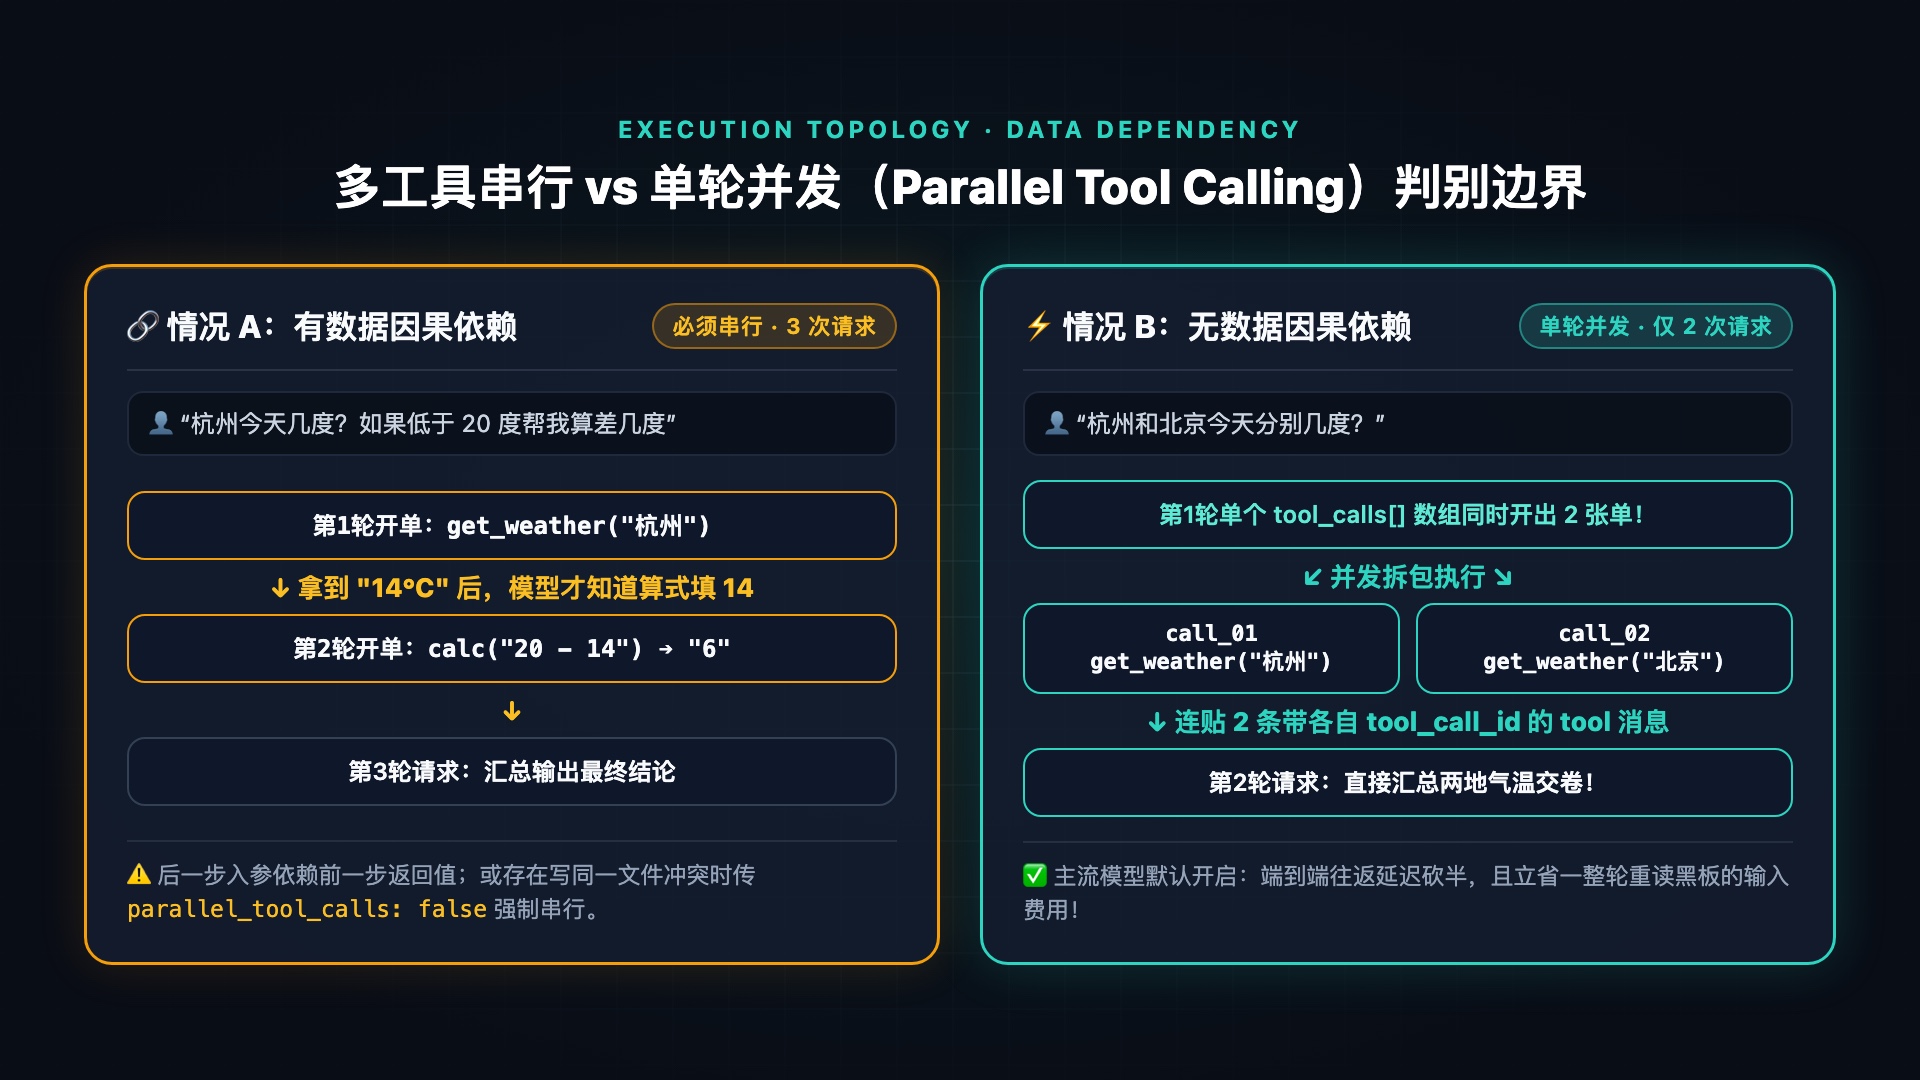 EXECUTION TOPOLOGY · DATA DEPENDENCY
多工具串行 vs 单轮并发（Parallel Tool Calling）判别边界
🔗 情况 A：有数据因果依赖
必须串行 · 3 次请求
👤 “杭州今天几度？如果低于 20 度帮我算差几度”
第1轮开单：get_weather("杭州")
↓ 拿到 "14°C" 后，模型才知道算式填 14
第2轮开单：calc("20 − 14") → "6"
↓
第3轮请求：汇总输出最终结论
⚠️ 后一步入参依赖前一步返回值；或存在写同一文件冲突时传
parallel_tool_calls: false 强制串行。
⚡ 情况 B：无数据因果依赖
单轮并发 · 仅 2 次请求
👤 “杭州和北京今天分别几度？”
第1轮单个 tool_calls[] 数组同时开出 2 张单！
↙ 并发拆包执行 ↘
call_01
get_weather("杭州")
call_02
get_weather("北京")
↓ 连贴 2 条带各自 tool_call_id 的 tool 消息
第2轮请求：直接汇总两地气温交卷！
✅ 主流模型默认开启：端到端往返延迟砍半，且立省一整轮重读黑板的输入
费用！